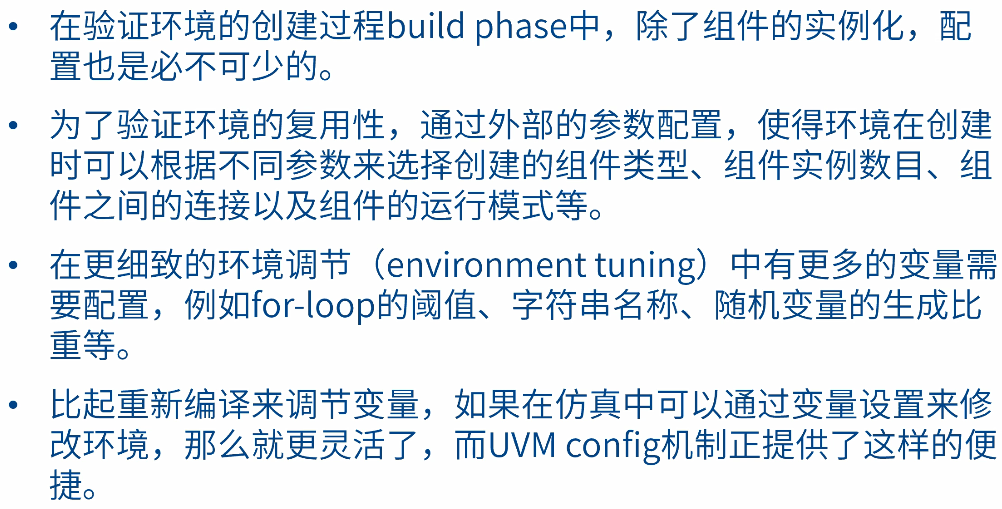 • 在验证环境的创建过程build phase中，除了组件的实例化，配
置也是必不可少的。
• 为了验证环境的复用性，通过外部的参数配置，使得环境在创建
时可以根据不同参数来选择创建的组件类型、组件实例数目、组
件之间的连接以及组件的运行模式等。
• 在更细致的环境调节（environment tuning）中有更多的变量需
要配置，例如for-loop的阈值、字符串名称、随机变量的生成比
重等。
• 比起重新编译来调节变量，如果在仿真中可以通过变量设置来修
改环境，那么就更灵活了，而UVM config机制正提供了这样的便
捷。